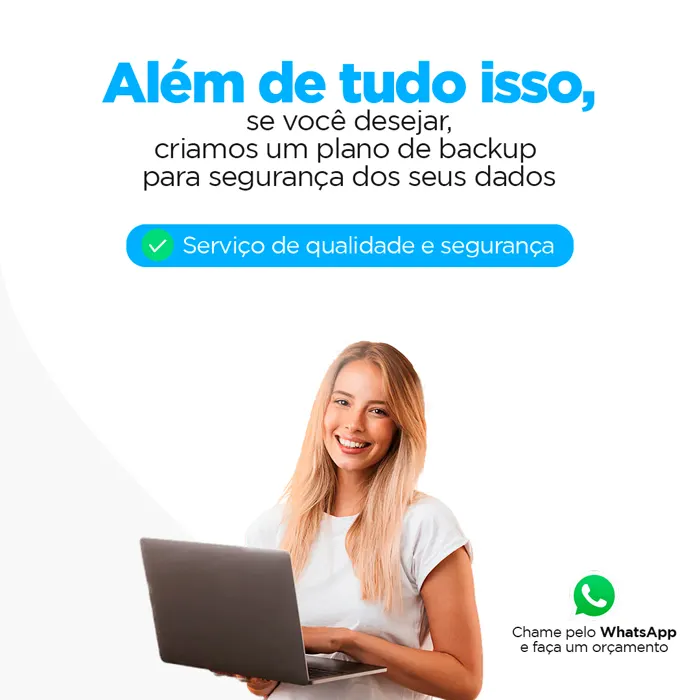 Além de tudo isso,
se você desejar,
criamos um plano de backup
para segurança dos seus dados
Serviço de qualidade e segurança
Chame pelo WhatsApp
e faça um orçamento